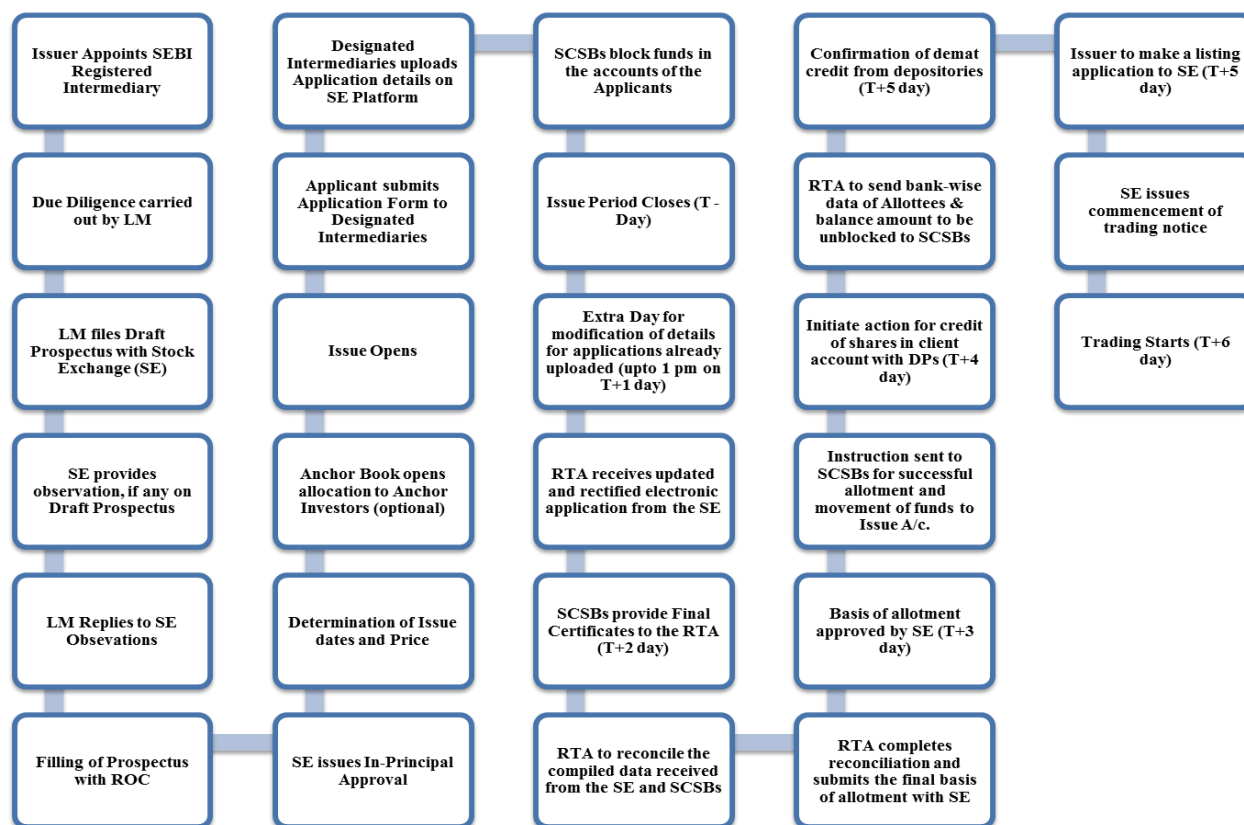 Issuer Appoints SEBI
Registered
Intermediary
Due Diligence carried
out by LM
LM files Draft
Prospectus with Stock
Exchange (SE)
SE provides
observation, if any on
Draft Prospectus
LM Replies to SE
Obsevations
Filling of Prospectus
with ROC
SE issues In-Principal
Approval
Determination of Issue
dates and Price
Anchor Book opens
allocation to Anchor
Investors (optional)
Issue Opens
Applicant submits
Application Form to
Designated
Intermediaries
Designated
Intermediaries uploads
Application details on
SE Platform
SCSBs block funds in
the accounts of the
Applicants
Issue Period Closes (T -
Day)
Extra Day for
modification of details
for applications already
uploaded (upto 1 pm on
T+1 day)
RTA receives updated
and rectified electronic
application from the SE
SCSBs provide Final
Certificates to the RTA
(T+2 day)
RTA to reconcile the
compiled data received
from the SE and SCSBs
RTA completes
reconciliation and
submits the final basis
of allotment with SE
Basis of allotment
approved by SE (T+3
day)
Instruction sent to
SCSBs for successful
allotment and
movement of funds to
Issue A/c.
Initiate action for credit
of shares in client
account with DPs (T+4
day)
RTA to send bank-wise
data of Allottees &
balance amount to be
unblocked to SCSBs
Confirmation of demat
credit from depositories
(T+5 day)
Issuer to make a listing
application to SE (T+5
day)
SE issues
commencement of
trading notice
Trading Starts (T+6
day)